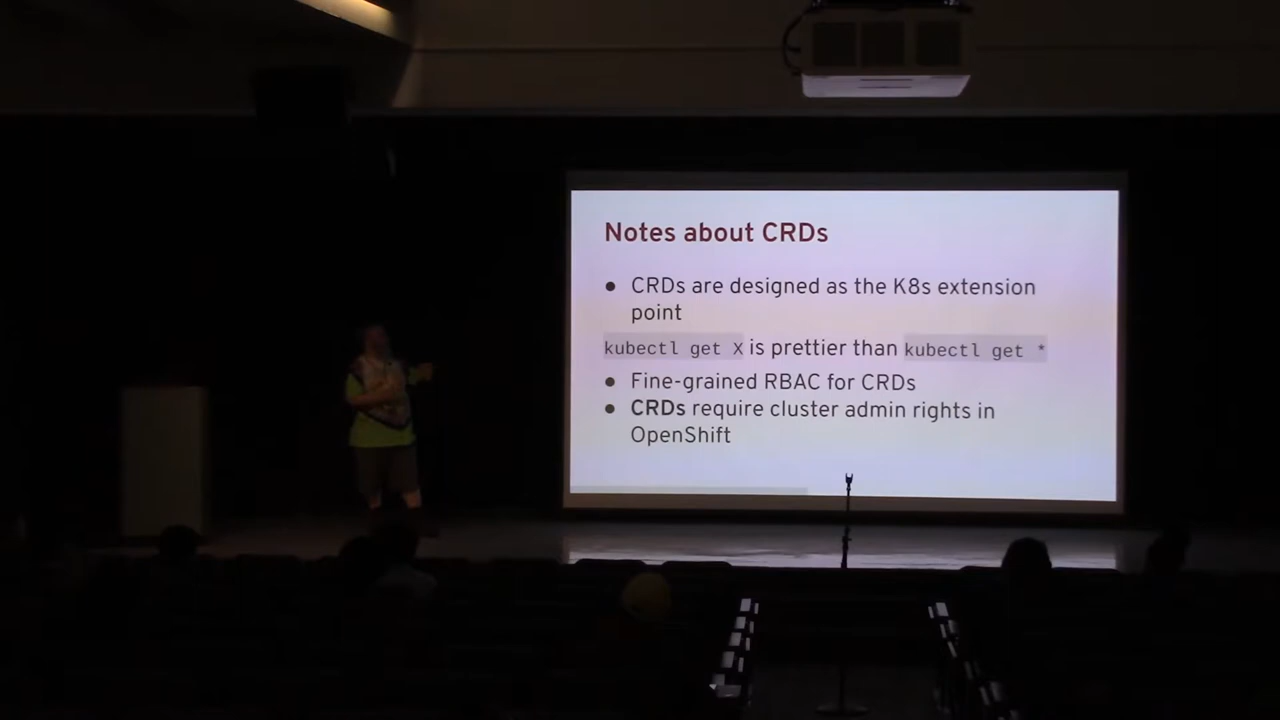 Notes about CRDs
● CRDs are designed as the K8s extension
point
kubectl get X is prettier than kubectl get *
● Fine-grained RBAC for CRDs
● CRDs require cluster admin rights in
OpenShift